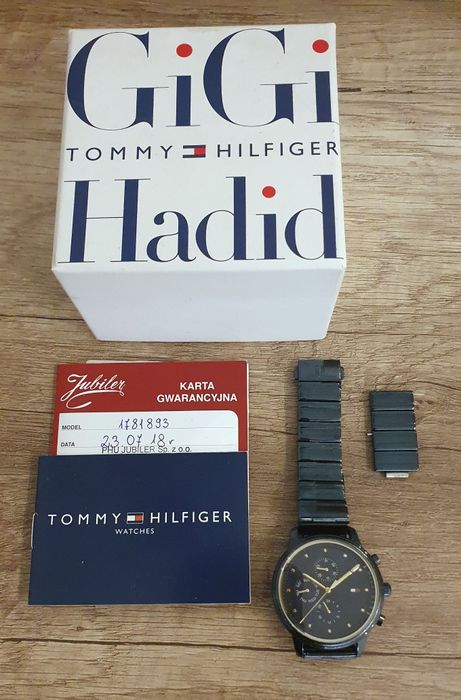 GiGi
TOMMY HILFIGER
Hadid
Jubiler
KARTA
GWARANCYJNA
MODEL 1781893
DATA 23 07 18r
PHU JUBILER Sp. z o.o.
TOMMY HILFIGER
WATCHES